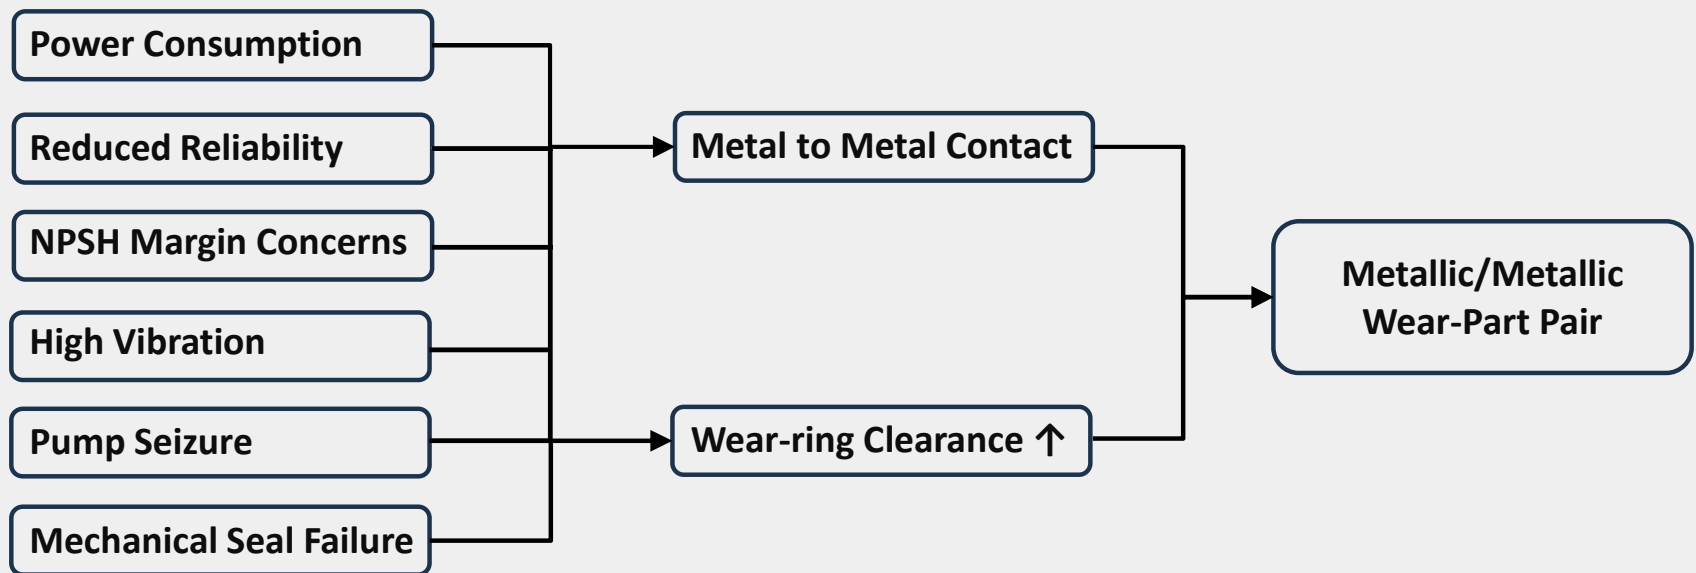 Power Consumption
Reduced Reliability
NPSH Margin Concerns
High Vibration
Pump Seizure
Mechanical Seal Failure
Metal to Metal Contact
Wear-ring Clearance ↑
Metallic/Metallic
Wear-Part Pair